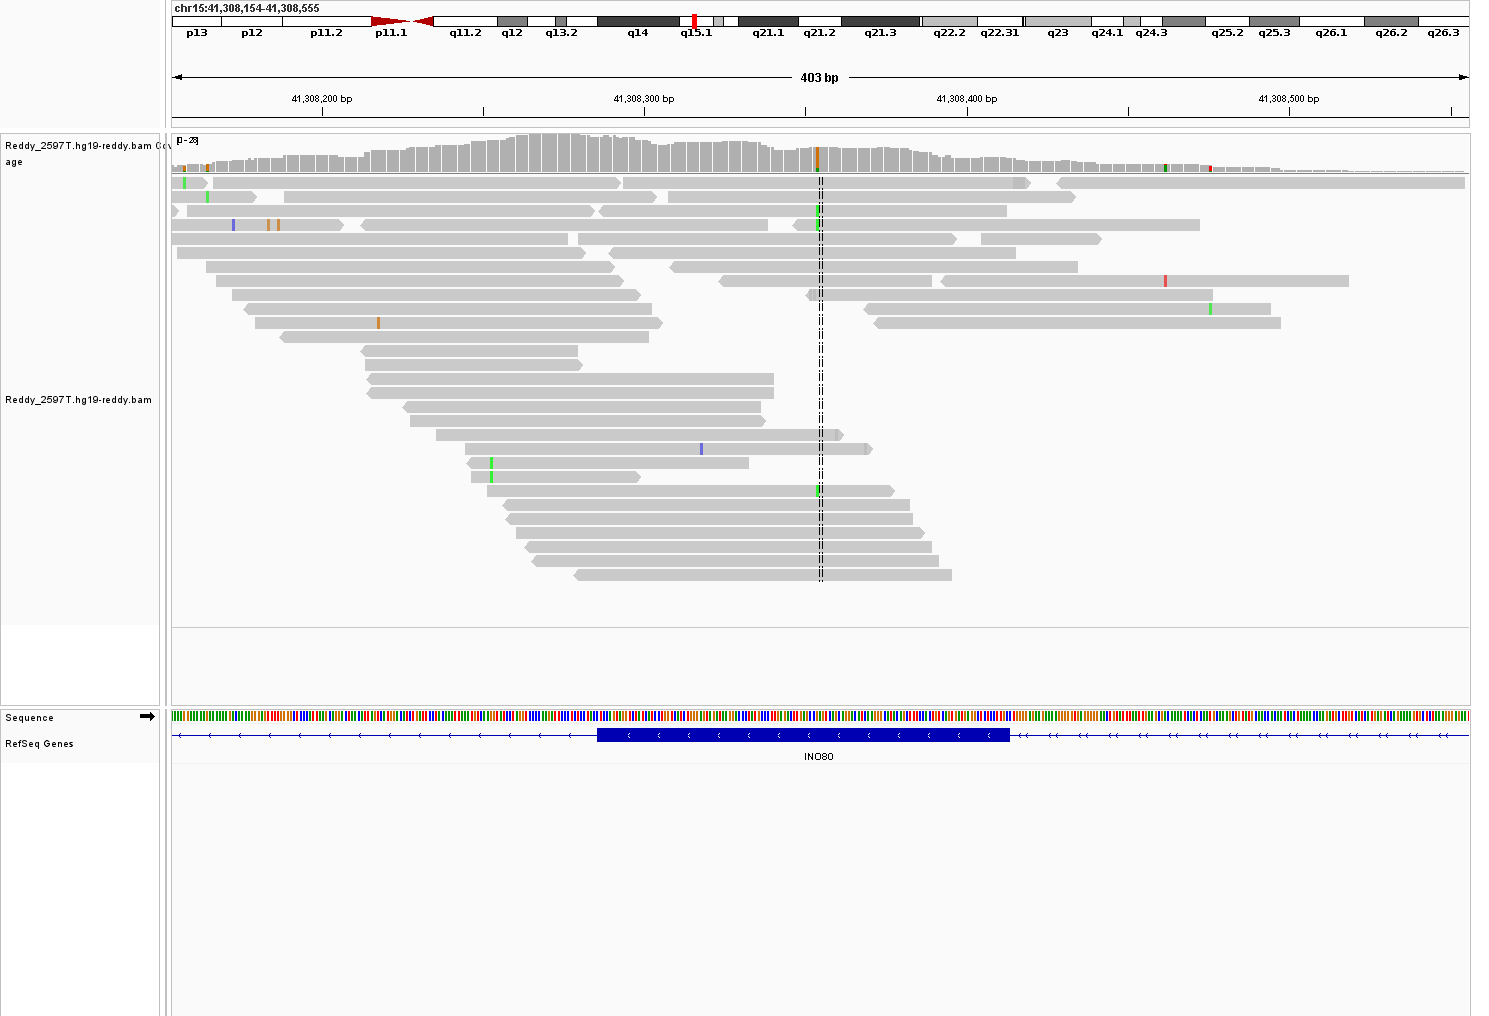 chr15:41,308,154-41,308,555
p13 p12 p11.2 p11.1 q11.2 q12 q13.2 q14 q15.1 q21.1 q21.2 q21.3 q22.2 q22.31 q23 q24.1 q24.3 q25.2 q25.3 q26.1 q26.2 q26.3
403 bp
41,308,200 bp 41,308,300 bp 41,308,400 bp 41,308,500 bp
Reddy_2597T.hg19-reddy.bam Cov
age
[0-28]
Reddy_2597T.hg19-reddy.bam
Sequence
RefSeq Genes
INO80